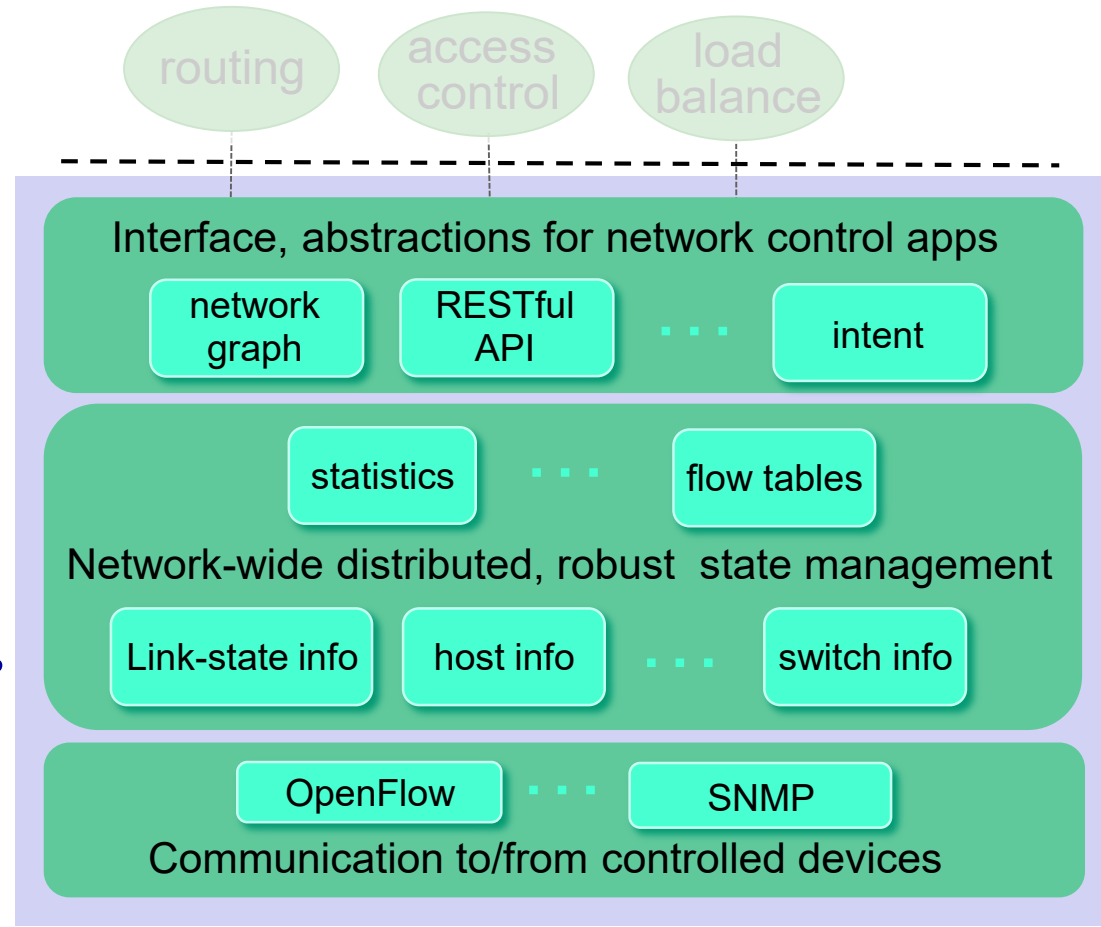 routing
access
control
load
balance
Interface, abstractions for network control apps
network
graph
RESTful
API
. . .
intent
statistics
. . .
flow tables
Network-wide distributed, robust  state management
Link-state info
host info
. . .
switch info
OpenFlow
. . .
SNMP
Communication to/from controlled devices